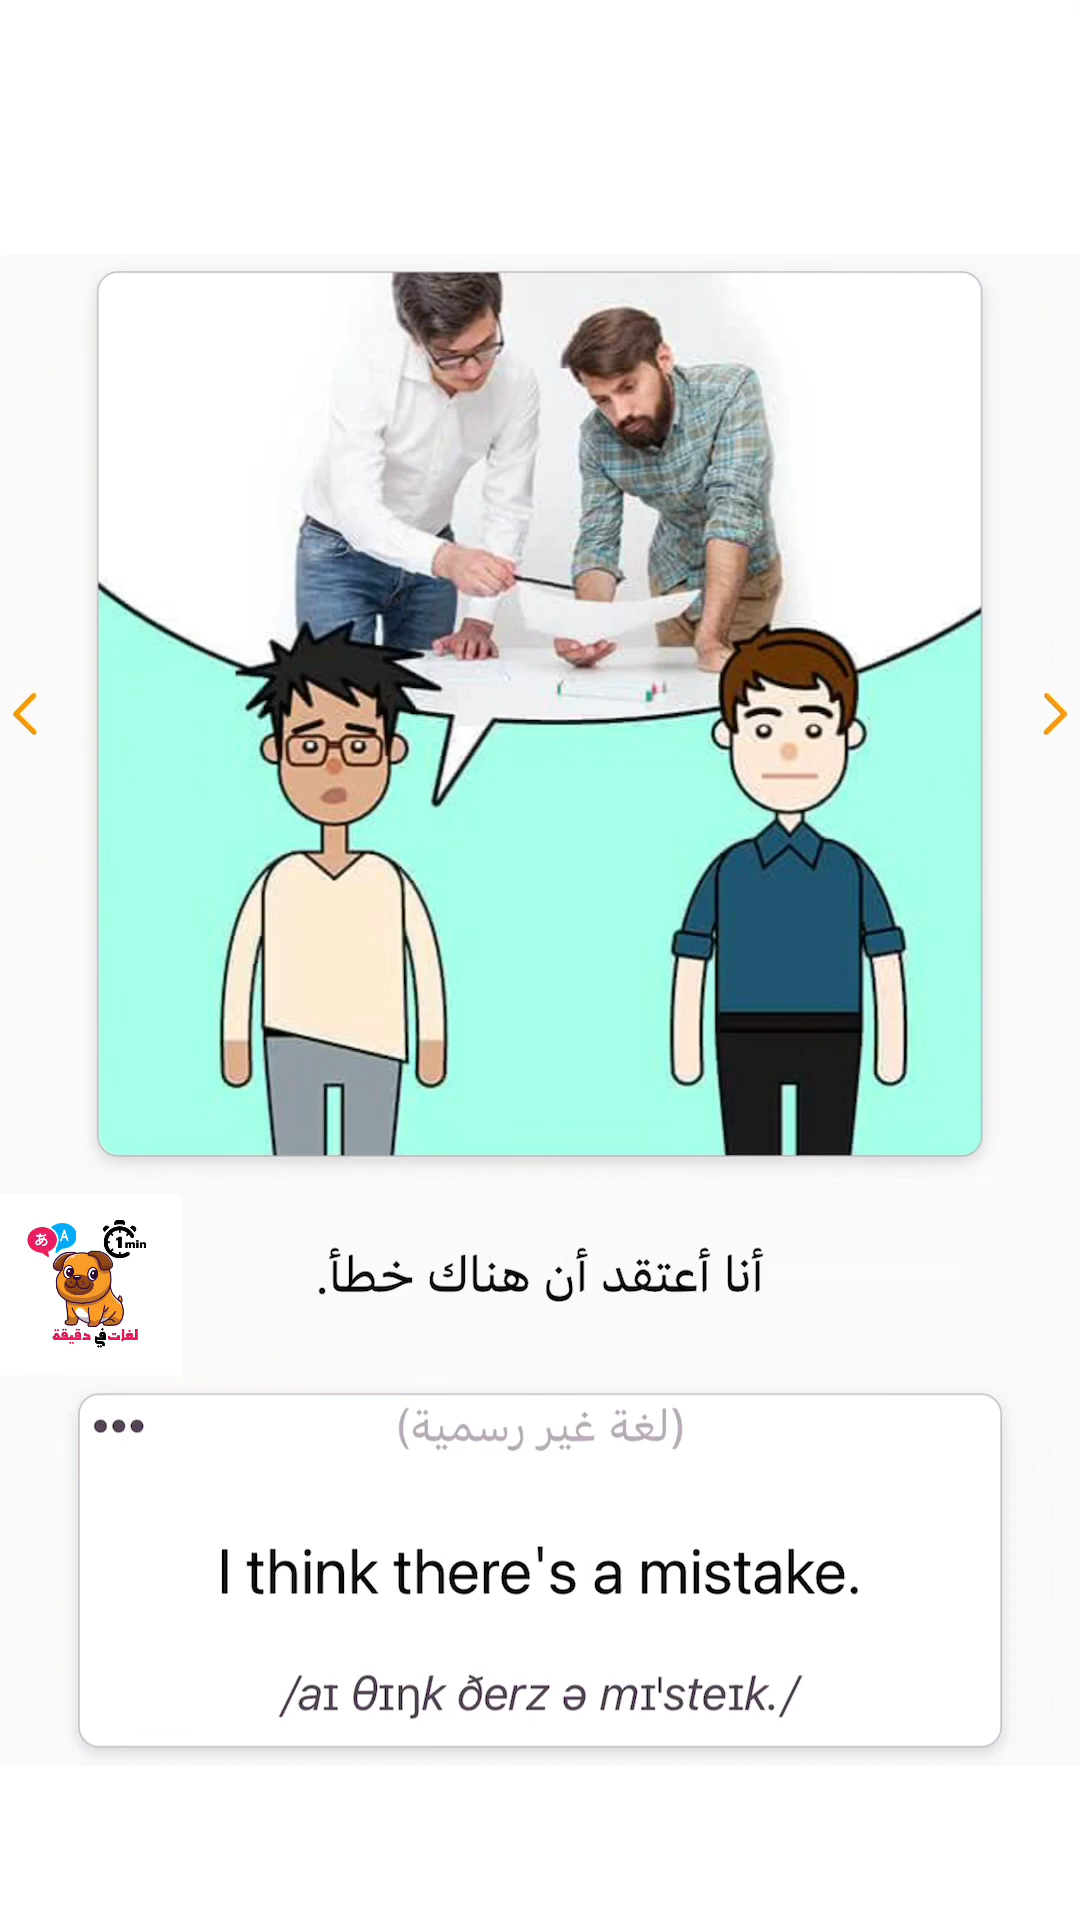 あ A
1min
لغات في دقيقة
أنا أعتقد أن هناك خطأ.
(لغة غير رسمية)
I think there's a mistake.
/aɪ θɪŋk ðerz ə mɪˈsteɪk./